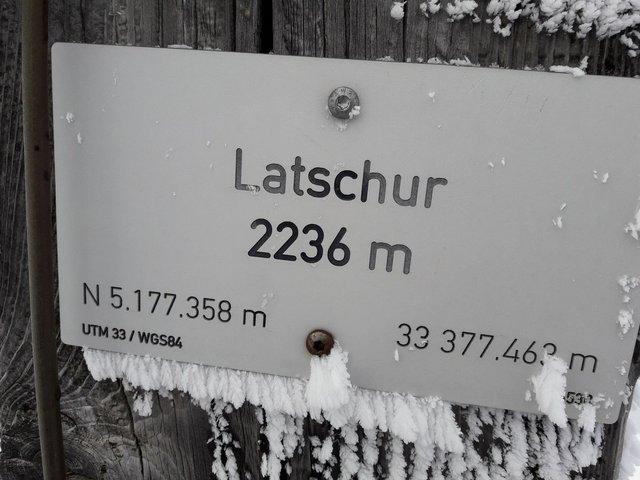 Latschur
2236 m
N 5.177.358 m
33 377.463 m
UTM 33 / WGS84